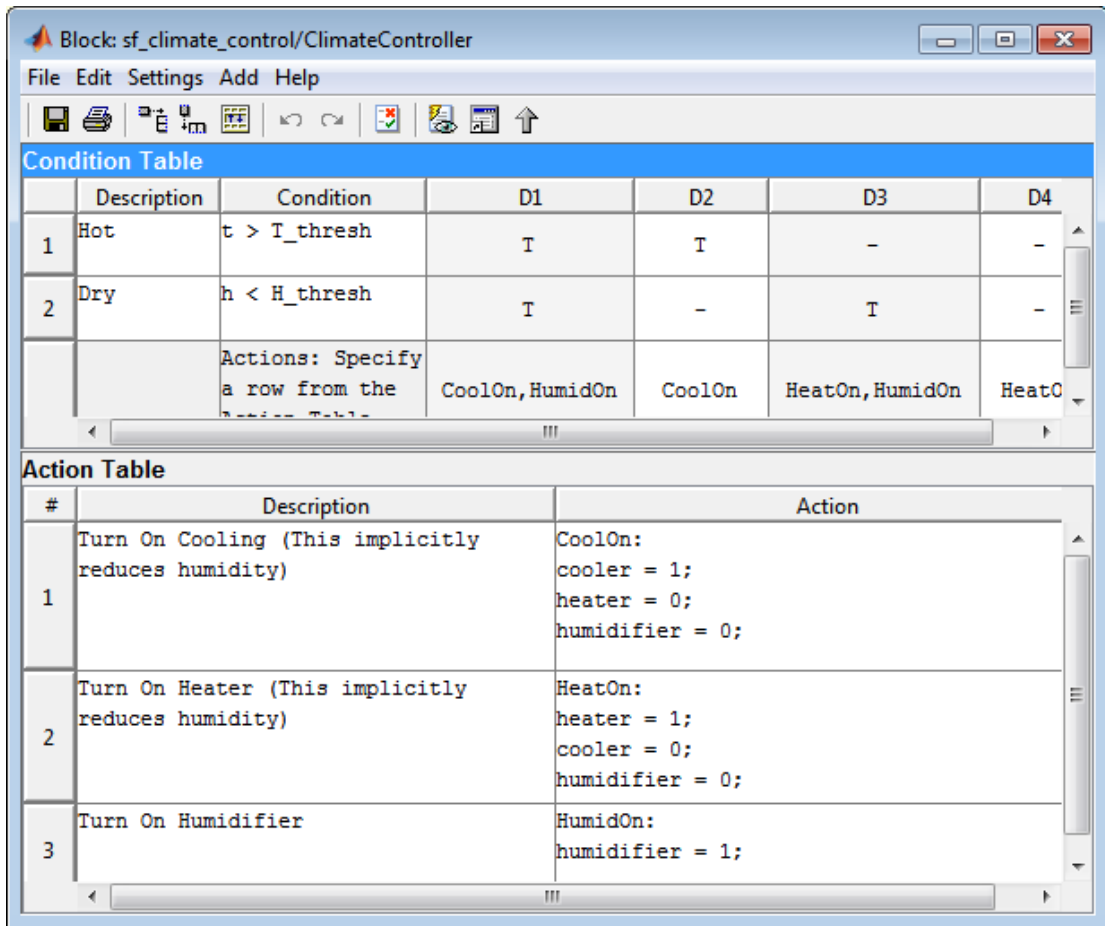 Block: sf_climate_control/ClimateController
File Edit Settings Add Help
Condition Table
Description Condition D1 D2 D3 D4
1 Hot t > T_thresh T T - -
2 Dry h < H_thresh T - T -
Actions: Specify
a row from the CoolOn,HumidOn CoolOn HeatOn,HumidOn HeatO
Action Table
Action Table
# Description Action
Turn On Cooling (This implicitly CoolOn:
reduces humidity) cooler = 1;
1 heater = 0;
humidifier = 0;
Turn On Heater (This implicitly HeatOn:
reduces humidity) heater = 1;
2 cooler = 0;
humidifier = 0;
Turn On Humidifier HumidOn:
3 humidifier = 1;